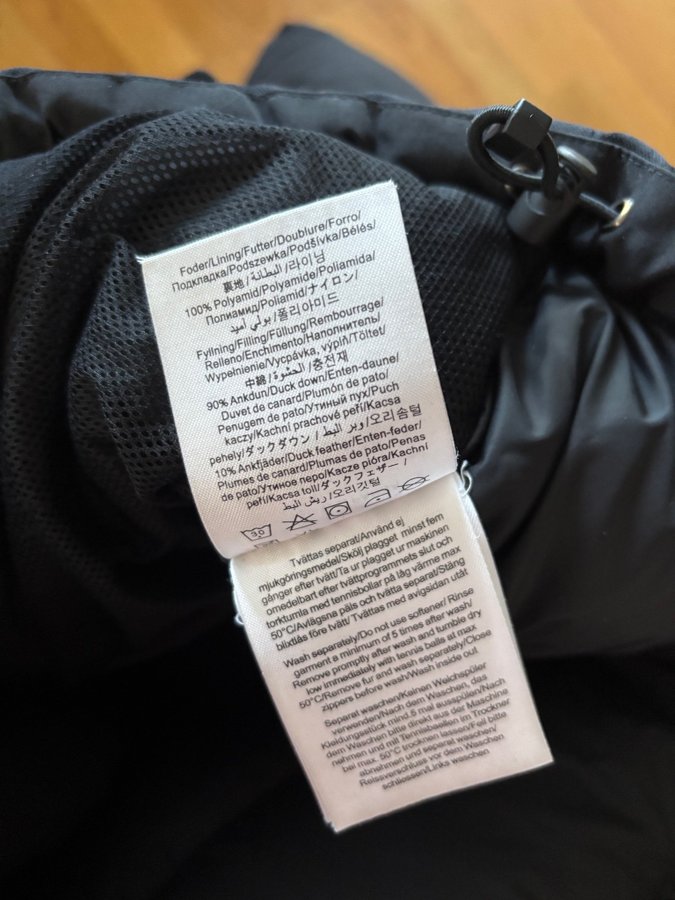 Foder/Lining/Futter/Doublure/Forro/
Подкладка/Podszewka/Podšívka/Bélés/
裏地/البطانة/라이닝
100% Polyamid/Polyamide/Poliamida/
Полиамид/Poliamid/ナイロン/
بولي أميد/폴리아미드
Fyllning/Filling/Füllung/Rembourrage/
Relleno/Enchimento/Наполнитель/
Wypełnienie/Vycpávka, výplň/Töltet/
中綿/الحشوة/충전재
90% Ankdun/Duck down/Enten-daune/
Duvet de canard/Plumón de pato/
Penugem de pato/Утиный пух/Puch
kaczy/Kachní prachové peří/Kacsa
pehely/ダックダウン/وبر البط/오리솜털
10% Ankfjäder/Duck feather/Enten-feder/
Plumes de canard/Plumas de pato/Penas
de pato/Утиное перо/Kacze pióra/Kachní
peří/Kacsa toll/ダックフェザー/
ريش البط/오리깃털
30
Tvättas separat/Använd ej
mjukgöringsmedel/Skölj plagget minst fem
gånger efter tvätt/Ta ur plagget ur maskinen
omedelbart efter tvättprogrammets slut och
torktumla med tennisbollar på låg värme max
50°C/Avlägsna päls och tvätta separat/Stäng
blixtlås före tvätt/ Tvättas med avigsidan utåt
Wash separately/Do not use softener/ Rinse
garment a minimum of 5 times after wash/
Remove promptly after wash and tumble dry
low immediately with tennis balls at max
50°C/Remove fur and wash separately/Close
zippers before wash/Wash inside out
Separat waschen/Keinen Weichspüler
verwenden/Nach dem Waschen, das
Kleidungsstück mind.5 mal ausspülen/Nach
dem Waschen bitte direkt aus der Maschine
nehmen und mit Tennisbaellen im Trockner
bei max. 50°C trocknen lassen/Fell bitte
abnehmen und separat waschen/
Reissverschluss vor dem Waschen
schliessen/Links waschen